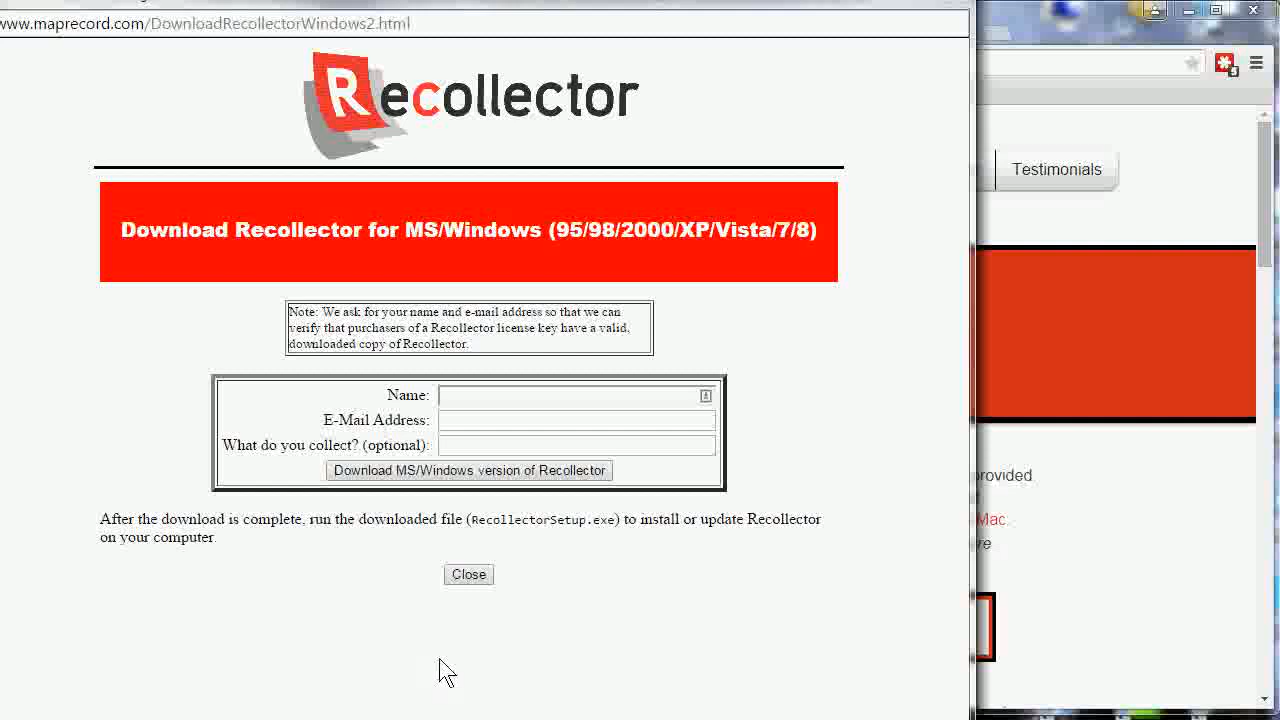 www.maprecord.com/DownloadRecollectorWindows2.html
Recollector
Testimonials
Download Recollector for MS/Windows (95/98/2000/XP/Vista/7/8)
Note: We ask for your name and e-mail address so that we can
verify that purchasers of a Recollector license key have a valid,
downloaded copy of Recollector.
Name:
E-Mail Address:
What do you collect? (optional):
Download MS/Windows version of Recollector
After the download is complete, run the downloaded file (RecollectorSetup.exe) to install or update Recollector
on your computer.
Close
provided
Mac.